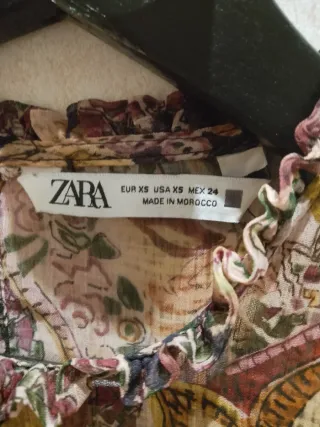 ZARA
EUR XS USA XS MEX 24
MADE IN MOROCCO